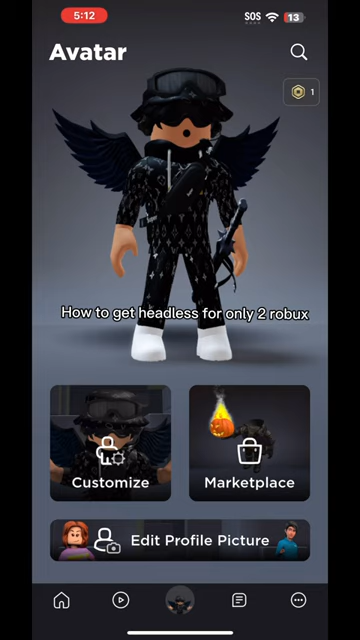 5:12
SOS
13
Avatar
1
How to get headless for only 2 robux
Customize
Marketplace
Edit Profile Picture